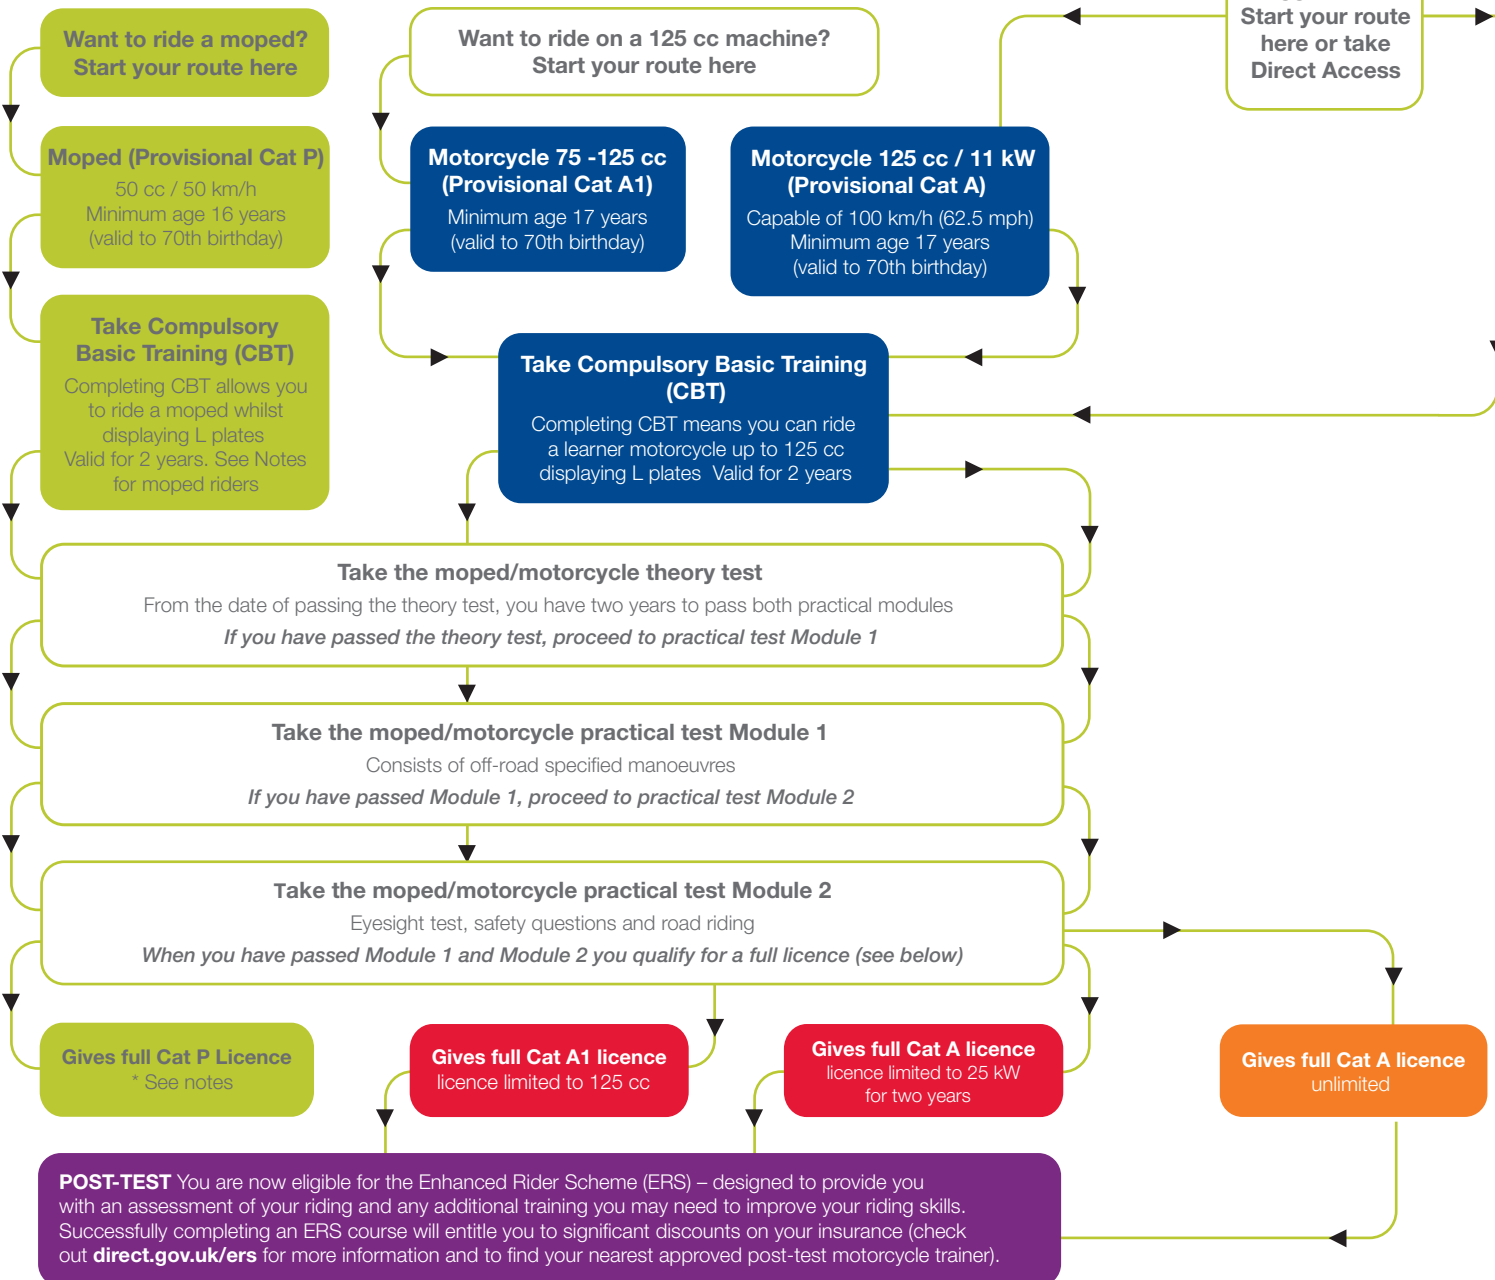 Want to ride a moped?
Start your route here
Want to ride on a 125 cc machine?
Start your route here
Start your route
here or take
Direct Access
Moped (Provisional Cat P)
50 cc / 50 km/h
Minimum age 16 years
(valid to 70th birthday)
Motorcycle 75 -125 cc
(Provisional Cat A1)
Minimum age 17 years
(valid to 70th birthday)
Motorcycle 125 cc / 11 kW
(Provisional Cat A)
Capable of 100 km/h (62.5 mph)
Minimum age 17 years
(valid to 70th birthday)
Take Compulsory
Basic Training (CBT)
Completing CBT allows you
to ride a moped whilst
displaying L plates
Valid for 2 years. See Notes
for moped riders
Take Compulsory Basic Training
(CBT)
Completing CBT means you can ride
a learner motorcycle up to 125 cc
displaying L plates  Valid for 2 years
Take the moped/motorcycle theory test
From the date of passing the theory test, you have two years to pass both practical modules
If you have passed the theory test, proceed to practical test Module 1
Take the moped/motorcycle practical test Module 1
Consists of off-road specified manoeuvres
If you have passed Module 1, proceed to practical test Module 2
Take the moped/motorcycle practical test Module 2
Eyesight test, safety questions and road riding
When you have passed Module 1 and Module 2 you qualify for a full licence (see below)
Gives full Cat P Licence
* See notes
Gives full Cat A1 licence
licence limited to 125 cc
Gives full Cat A licence
licence limited to 25 kW
for two years
Gives full Cat A licence
unlimited
POST-TEST You are now eligible for the Enhanced Rider Scheme (ERS) – designed to provide you
with an assessment of your riding and any additional training you may need to improve your riding skills.
Successfully completing an ERS course will entitle you to significant discounts on your insurance (check
out direct.gov.uk/ers for more information and to find your nearest approved post-test motorcycle trainer).